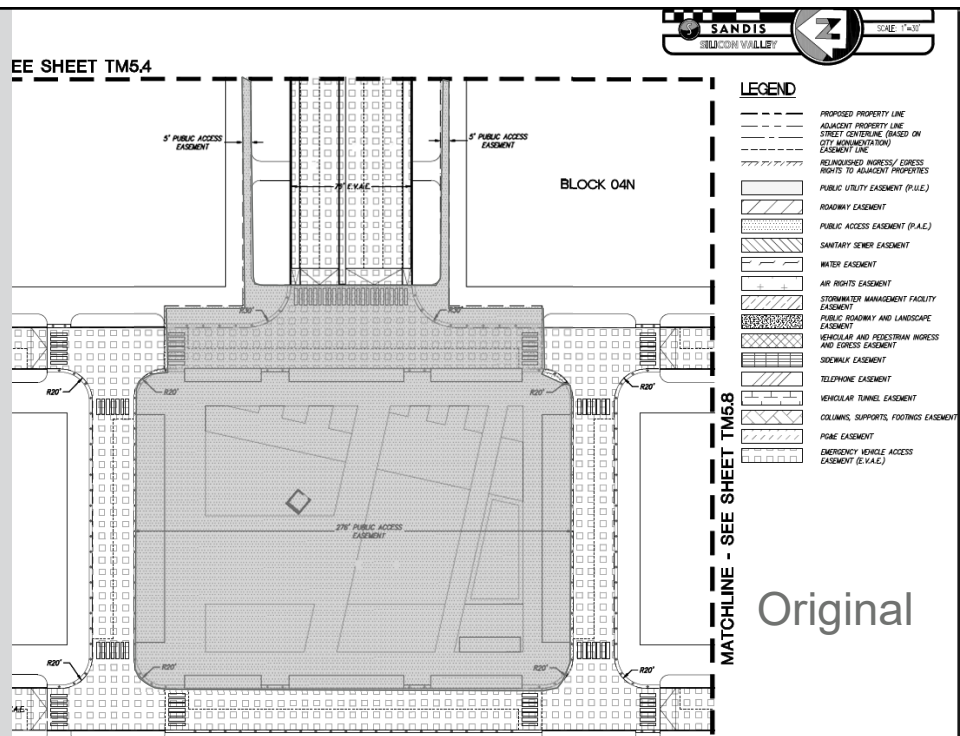 SANDIS
SILICON VALLEY
Z
SCALE: 1"=30'
EE SHEET TM5.4
LEGEND
PROPOSED PROPERTY LINE
ADJACENT PROPERTY LINE
STREET CENTERLINE (BASED ON
CITY MONUMENTATION)
EASEMENT LINE
RELINQUISHED INGRESS/ EGRESS
RIGHTS TO ADJACENT PROPERTIES
PUBLIC UTILITY EASEMENT (P.U.E.)
ROADWAY EASEMENT
PUBLIC ACCESS EASEMENT (P.A.E.)
SANITARY SEWER EASEMENT
WATER EASEMENT
AIR RIGHTS EASEMENT
STORMWATER MANAGEMENT FACILITY
EASEMENT
PUBLIC ROADWAY AND LANDSCAPE
EASEMENT
VEHICULAR AND PEDESTRIAN INGRESS
AND EGRESS EASEMENT
SIDEWALK EASEMENT
TELEPHONE EASEMENT
VEHICULAR TUNNEL EASEMENT
COLUMNS, SUPPORTS, FOOTINGS EASEMENT
PG&E EASEMENT
EMERGENCY VEHICLE ACCESS
EASEMENT (E.V.A.E.)
5' PUBLIC ACCESS
EASEMENT
5' PUBLIC ACCESS
EASEMENT
75' E.V.A.E.
BLOCK 04N
R30'
R30'
R20'
R20'
R20'
R20'
276' PUBLIC ACCESS
EASEMENT
R20'
R20'
R20'
R20'
AE.
MATCHLINE - SEE SHEET TM5.8
Original